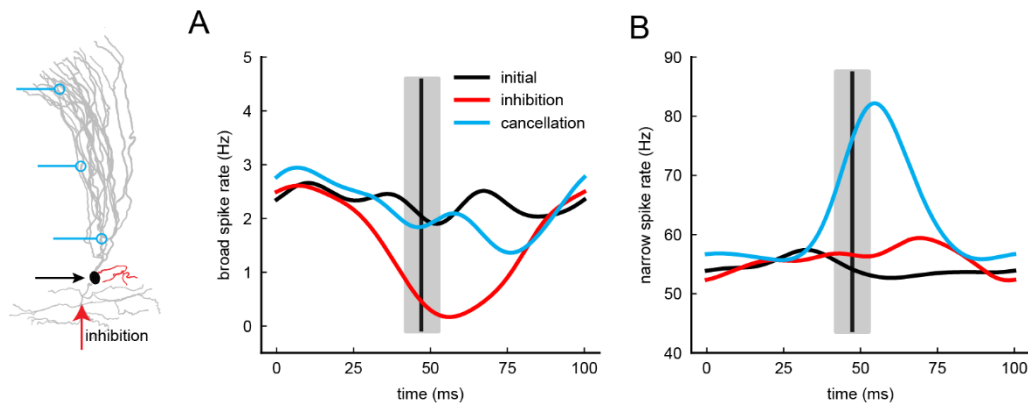 inhibition
A
broad spike rate (Hz)
5
4
3
2
1
0
0 25 50 75 100
time (ms)
initial
inhibition
cancellation
B
narrow spike rate (Hz)
90
80
70
60
50
40
0 25 50 75 100
time (ms)